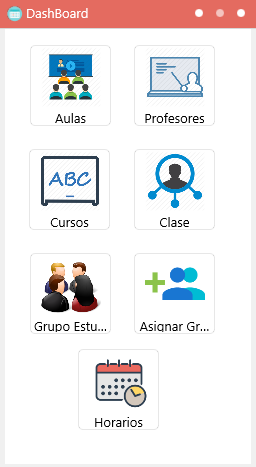 DashBoard
Aulas
Profesores
ABC
Cursos
Clase
Grupo Estu...
Asignar Gr...
Horarios